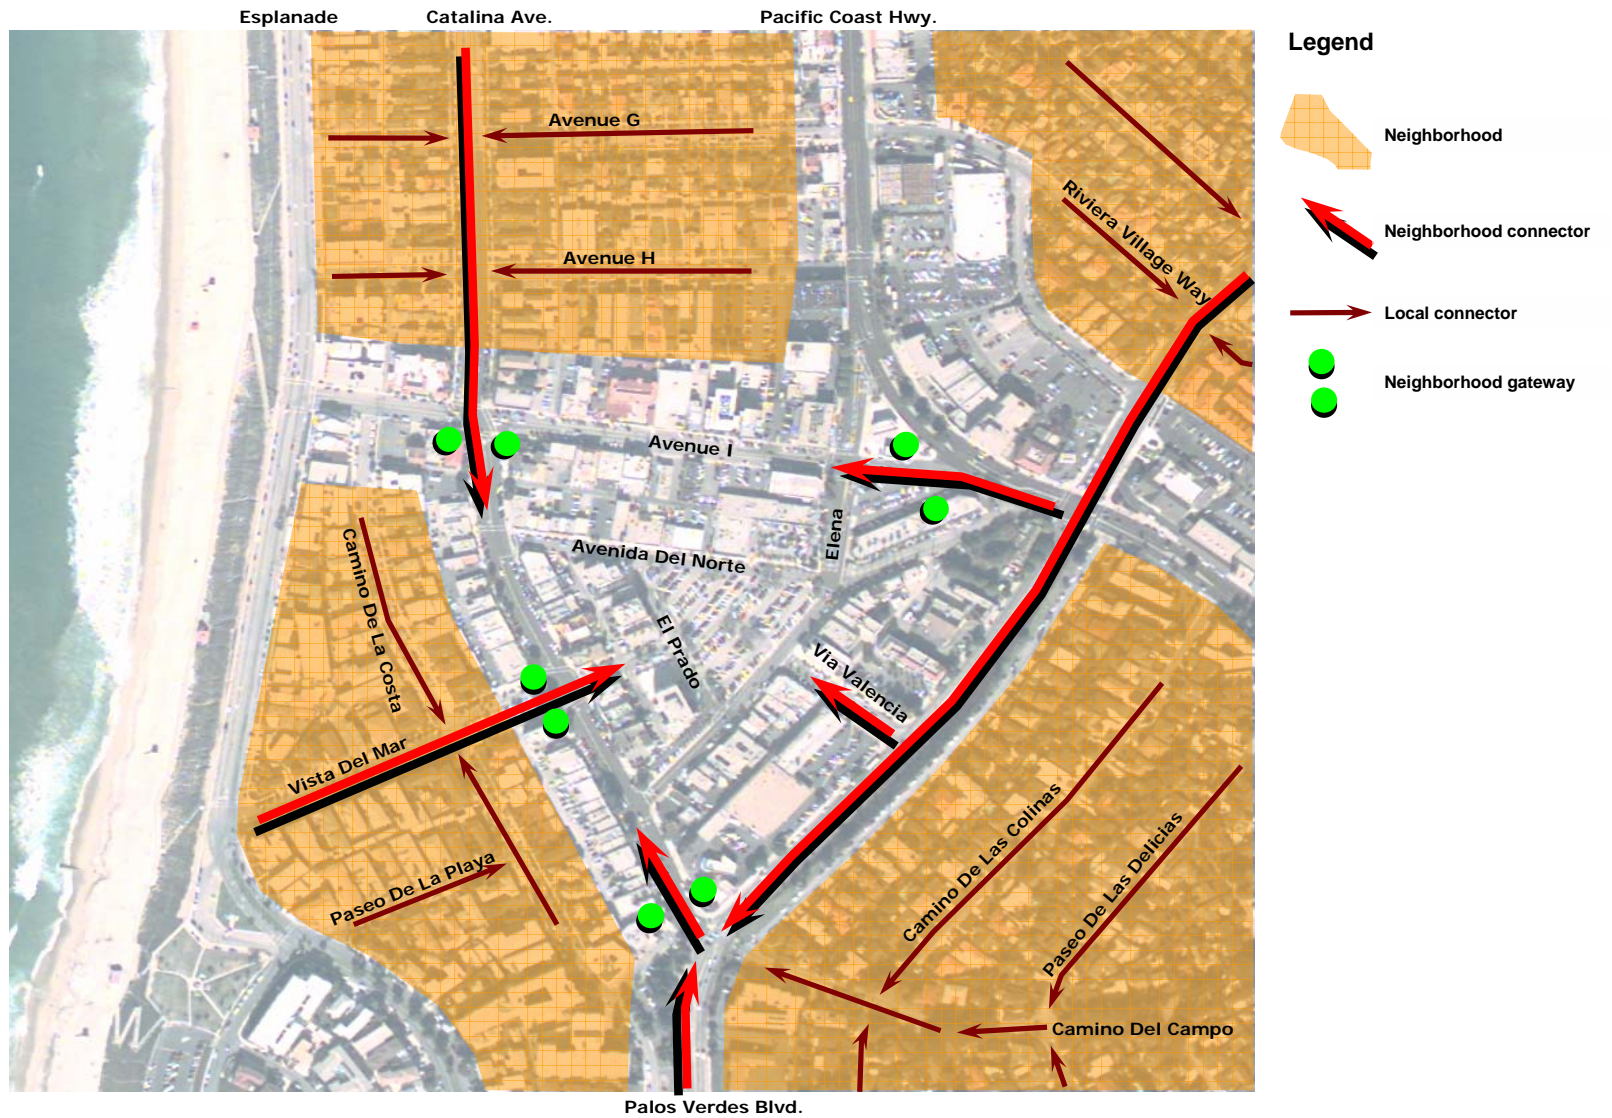 Esplanade
Catalina Ave.
Pacific Coast Hwy.
Legend
Neighborhood
Neighborhood connector
Local connector
Neighborhood gateway
Avenue G
Avenue H
Riviera Village Way
Avenue I
Elena
Avenida Del Norte
Camino De La Costa
El Prado
Via Valencia
Vista Del Mar
Paseo De La Playa
Camino De Las Colinas
Paseo De Las Delicias
Camino Del Campo
Palos Verdes Blvd.